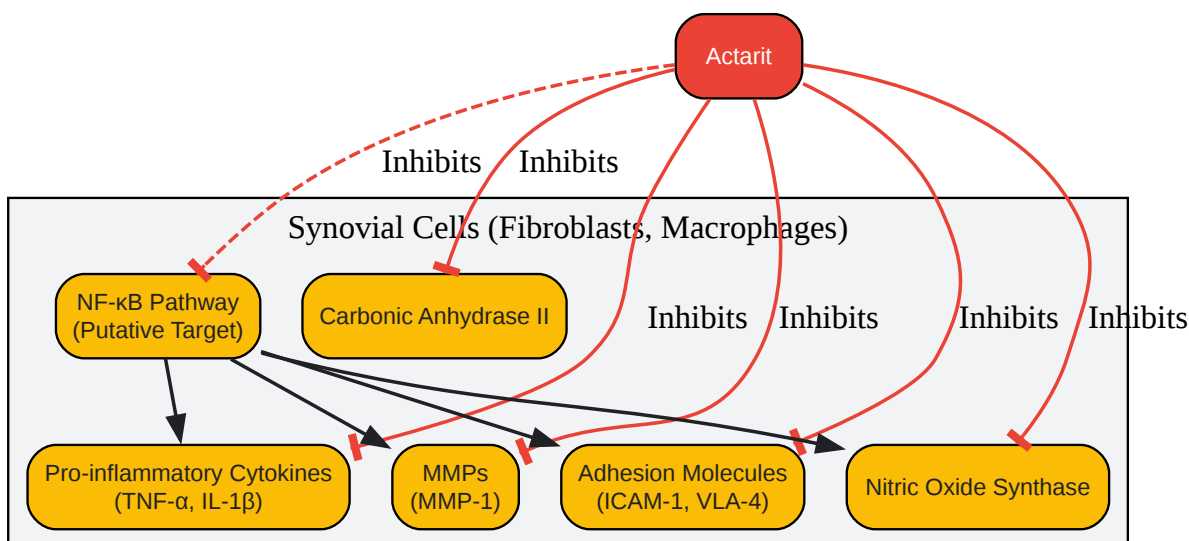 Actarit
Inhibits
Inhibits
Synovial Cells (Fibroblasts, Macrophages)
NF-κB Pathway
(Putative Target)
Carbonic Anhydrase II
Inhibits
Inhibits
Inhibits
Inhibits
Pro-inflammatory Cytokines
(TNF-α, IL-1β)
MMPs
(MMP-1)
Adhesion Molecules
(ICAM-1, VLA-4)
Nitric Oxide Synthase